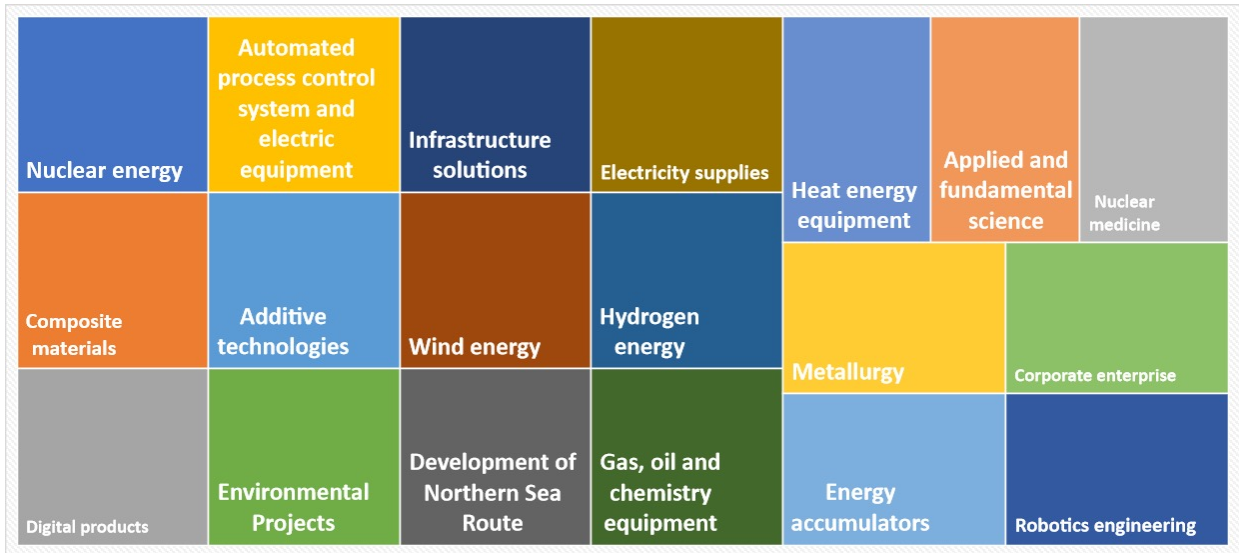 Nuclear energy
Automated
process control
system and
electric
equipment
Infrastructure
solutions
Electricity supplies
Heat energy
equipment
Applied and
fundamental
science
Nuclear
medicine
Composite
materials
Additive
technologies
Wind energy
Hydrogen
energy
Metallurgy
Corporate enterprise
Digital products
Environmental
Projects
Development of
Northern Sea
Route
Gas, oil and
chemistry
equipment
Energy
accumulators
Robotics engineering